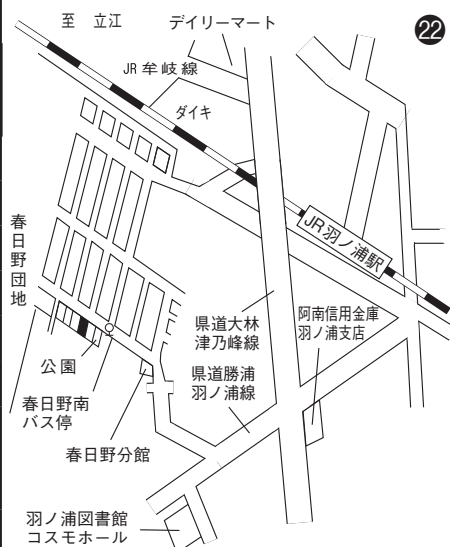 至 立江
デイリーマート
22
JR 牟岐線
ダイキ
春日野団地
JR羽ノ浦駅
県道大林
津乃峰線
阿南信用金庫
羽ノ浦支店
公園
県道勝浦
羽ノ浦線
春日野南
バス停
春日野分館
羽ノ浦図書館
コスモホール